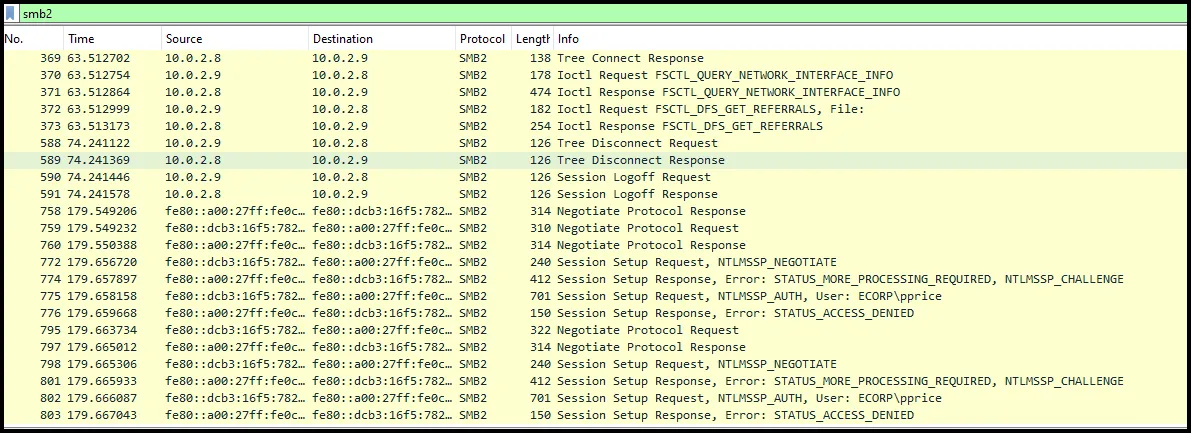 smb2
No. Time Source Destination Protocol Length Info
369 63.512702 10.0.2.8 10.0.2.9 SMB2 138 Tree Connect Response
370 63.512754 10.0.2.9 10.0.2.8 SMB2 178 Ioctl Request FSCTL_QUERY_NETWORK_INTERFACE_INFO
371 63.512864 10.0.2.8 10.0.2.9 SMB2 474 Ioctl Response FSCTL_QUERY_NETWORK_INTERFACE_INFO
372 63.512999 10.0.2.9 10.0.2.8 SMB2 182 Ioctl Request FSCTL_DFS_GET_REFERRALS, File:
373 63.513173 10.0.2.8 10.0.2.9 SMB2 254 Ioctl Response FSCTL_DFS_GET_REFERRALS
588 74.241122 10.0.2.9 10.0.2.8 SMB2 126 Tree Disconnect Request
589 74.241369 10.0.2.8 10.0.2.9 SMB2 126 Tree Disconnect Response
590 74.241446 10.0.2.9 10.0.2.8 SMB2 126 Session Logoff Request
591 74.241578 10.0.2.8 10.0.2.9 SMB2 126 Session Logoff Response
758 179.549206 fe80::a00:27ff:fe0c… fe80::dcb3:16f5:782… SMB2 314 Negotiate Protocol Response
759 179.549232 fe80::dcb3:16f5:782… fe80::a00:27ff:fe0c… SMB2 310 Negotiate Protocol Request
760 179.550388 fe80::a00:27ff:fe0c… fe80::dcb3:16f5:782… SMB2 314 Negotiate Protocol Response
772 179.656720 fe80::dcb3:16f5:782… fe80::a00:27ff:fe0c… SMB2 240 Session Setup Request, NTLMSSP_NEGOTIATE
774 179.657897 fe80::a00:27ff:fe0c… fe80::dcb3:16f5:782… SMB2 412 Session Setup Response, Error: STATUS_MORE_PROCESSING_REQUIRED, NTLMSSP_CHALLENGE
775 179.658158 fe80::dcb3:16f5:782… fe80::a00:27ff:fe0c… SMB2 701 Session Setup Request, NTLMSSP_AUTH, User: ECORP\pprice
776 179.659668 fe80::a00:27ff:fe0c… fe80::dcb3:16f5:782… SMB2 150 Session Setup Response, Error: STATUS_ACCESS_DENIED
795 179.663734 fe80::dcb3:16f5:782… fe80::a00:27ff:fe0c… SMB2 322 Negotiate Protocol Request
797 179.665012 fe80::a00:27ff:fe0c… fe80::dcb3:16f5:782… SMB2 314 Negotiate Protocol Response
798 179.665306 fe80::dcb3:16f5:782… fe80::a00:27ff:fe0c… SMB2 240 Session Setup Request, NTLMSSP_NEGOTIATE
801 179.665933 fe80::a00:27ff:fe0c… fe80::dcb3:16f5:782… SMB2 412 Session Setup Response, Error: STATUS_MORE_PROCESSING_REQUIRED, NTLMSSP_CHALLENGE
802 179.666087 fe80::dcb3:16f5:782… fe80::a00:27ff:fe0c… SMB2 701 Session Setup Request, NTLMSSP_AUTH, User: ECORP\pprice
803 179.667043 fe80::a00:27ff:fe0c… fe80::dcb3:16f5:782… SMB2 150 Session Setup Response, Error: STATUS_ACCESS_DENIED